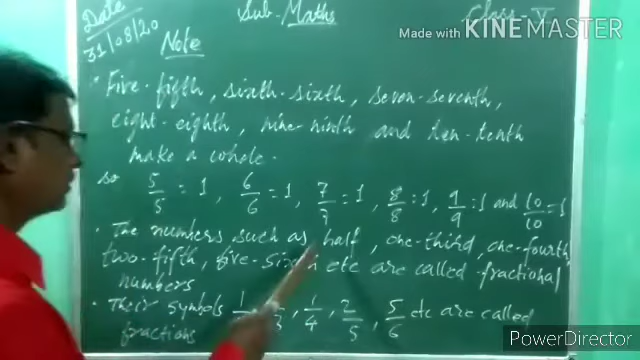 Date
31/08/20
Sub- Maths
Class- V
Made with KINEMASTER
Note
• Five-fifth, sixth-sixth, seven-seventh,
eight-eighth, nine-ninth and ten-tenth
make a whole.
so 5/5 = 1, 6/6 = 1, 7/7 = 1, 8/8 = 1, 9/9 = 1 and 10/10 = 1
• The numbers such as half, one-third, one-fourth,
two-fifth, five- etc are called fractional
numbers
• Their symbols 1/ 1/4, 2/5, 5/6 etc are called
fractions
PowerDirector